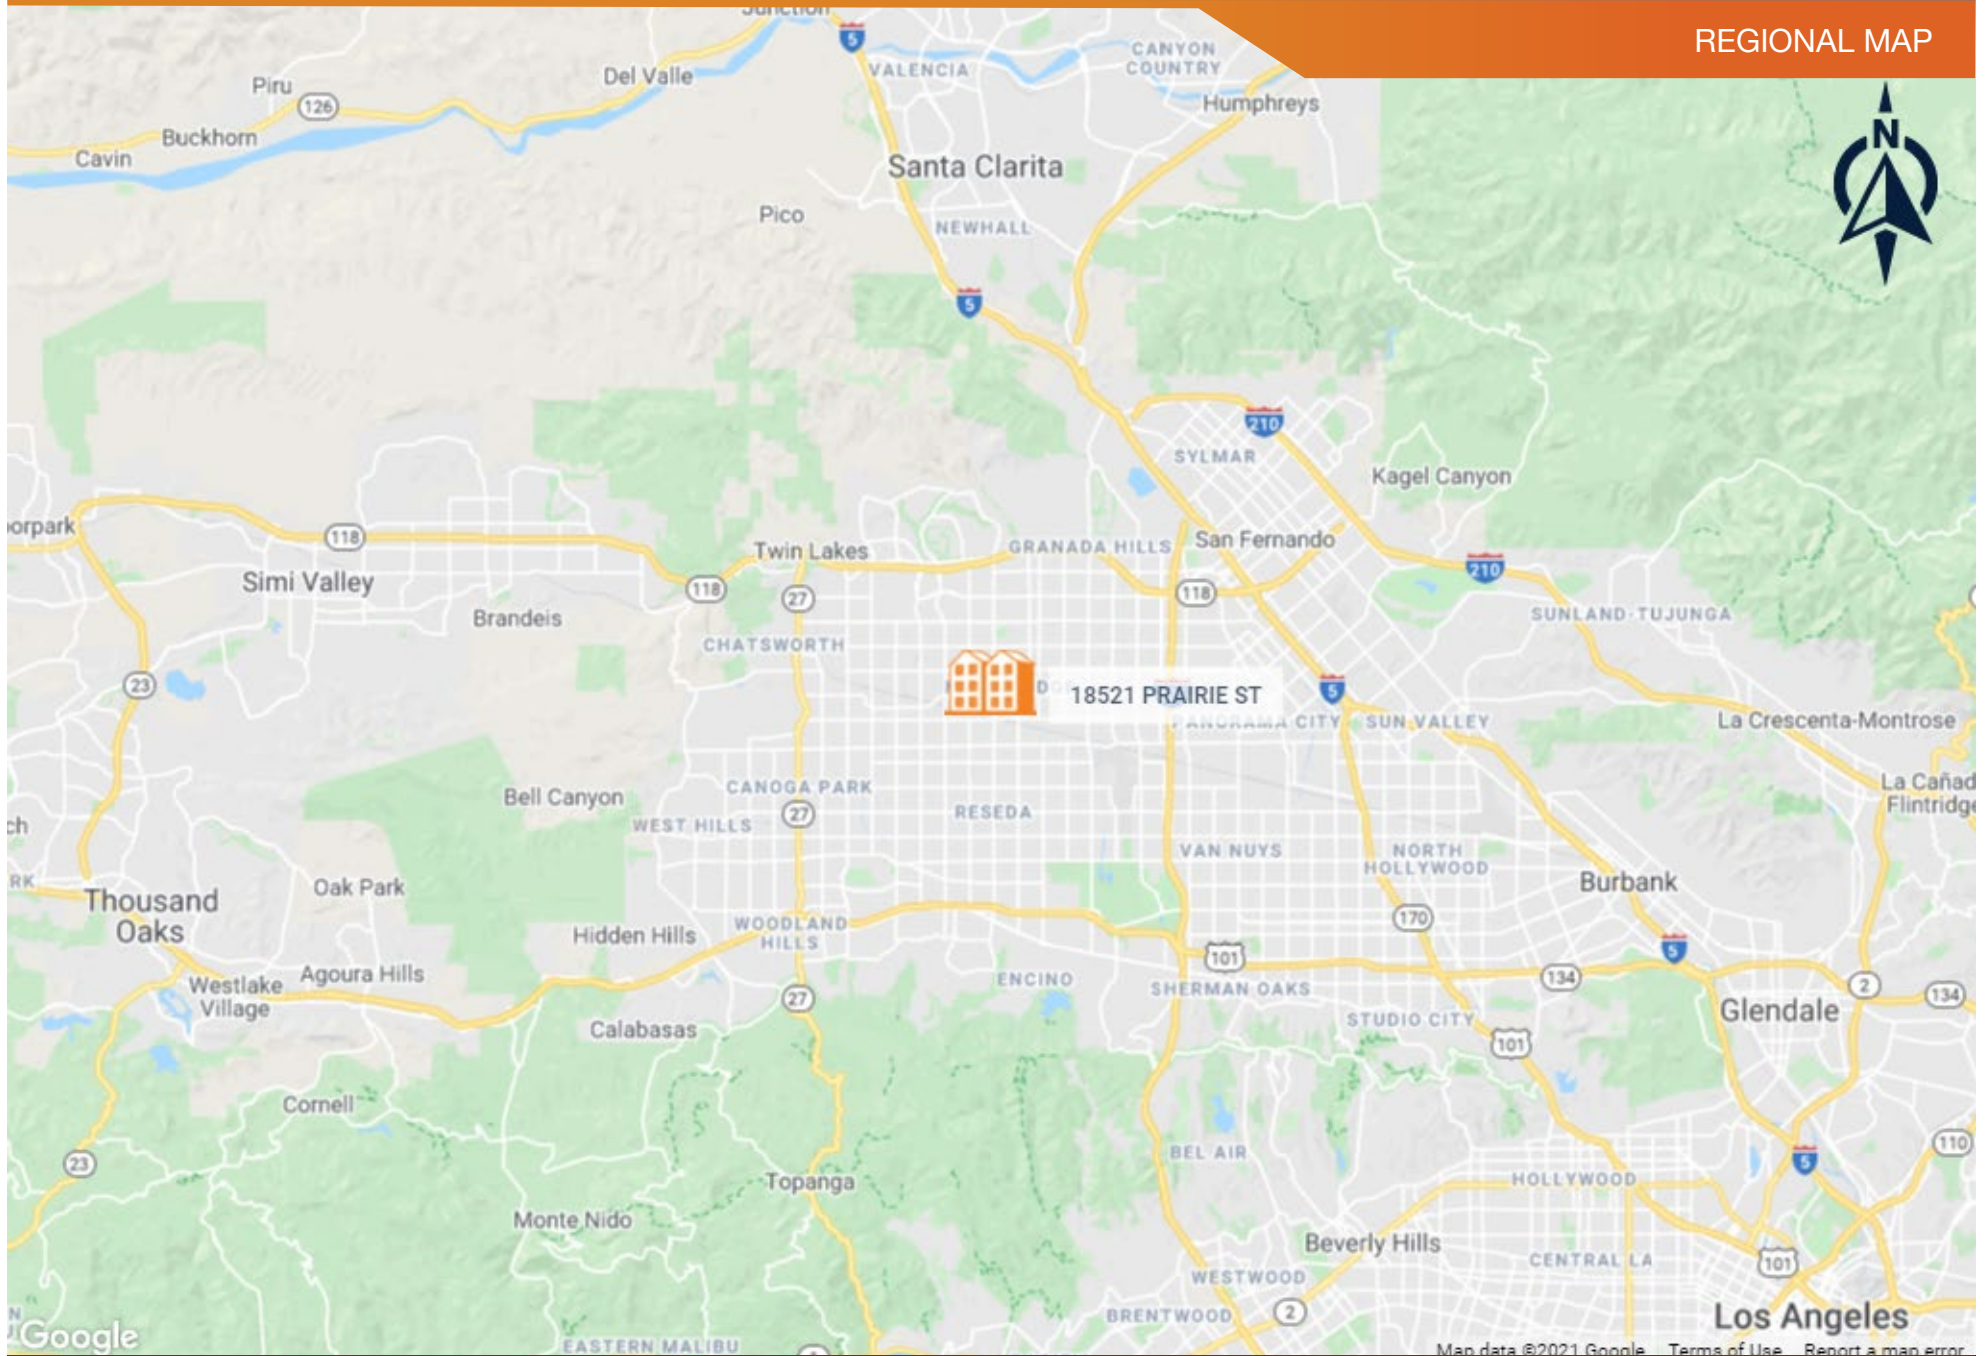 REGIONAL MAP
5
VALENCIA
CANYON
COUNTRY
Del Valle
Piru
126
Humphreys
N
Buckhorn
Cavin
Santa Clarita
Pico
NEWHALL
5
210
SYLMAR
Kagel Canyon
orpark
118
Twin Lakes
GRANADA HILLS
San Fernando
210
Simi Valley
118
27
118
Brandeis
SUNLAND-TUJUNGA
CHATSWORTH
23
18521 PRAIRIE ST
5
PANORAMA CITY
SUN VALLEY
La Crescenta-Montrose
CANOGA PARK
La Cañad
Flintridge
Bell Canyon
27
RESEDA
ch
WEST HILLS
VAN NUYS
NORTH
HOLLYWOOD
RK
Oak Park
Burbank
Thousand
Oaks
170
WOODLAND
HILLS
Hidden Hills
5
101
Agoura Hills
134
Westlake
Village
ENCINO
SHERMAN OAKS
2
134
27
Glendale
Calabasas
STUDIO CITY
101
Cornell
110
23
BEL AIR
5
Topanga
HOLLYWOOD
Monte Nido
Beverly Hills
CENTRAL LA
101
WESTWOOD
BRENTWOOD
2
Los Angeles
Google
EASTERN MALIBU
Map data ©2021 Google
Terms of Use
Report a map error